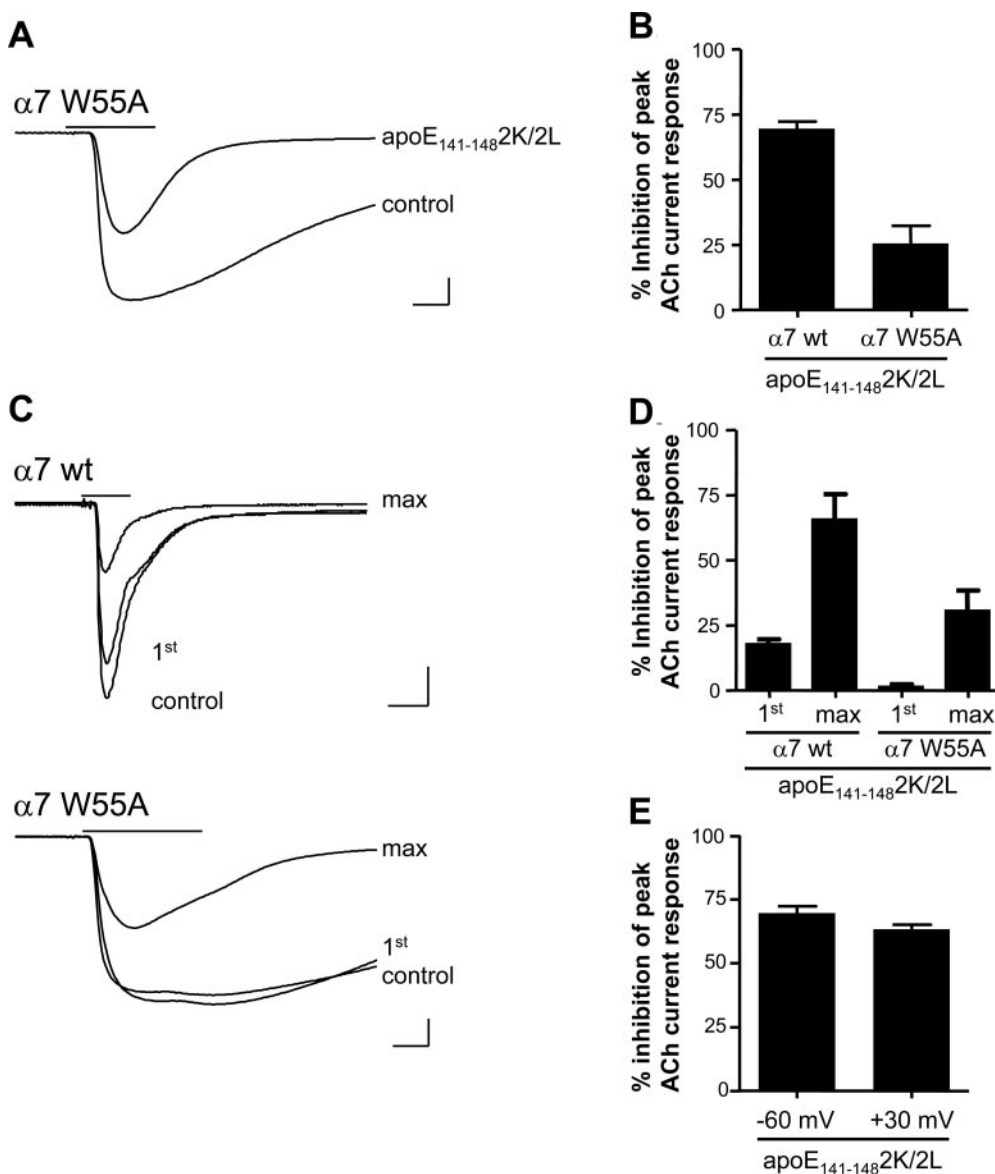 A
α7 W55A
apoE141-1482K/2L
control
B
% Inhibition of peak
ACh current response
100
75
50
25
0
α7 wt
α7 W55A
apoE141-1482K/2L
C
α7 wt
max
1st
control
α7 W55A
max
1st
control
D
% Inhibition of peak
ACh current response
100
75
50
25
0
1st max 1st max
α7 wt α7 W55A
apoE141-1482K/2L
E
% inhibition of peak
ACh current response
100
75
50
25
0
-60 mV +30 mV
apoE141-1482K/2L